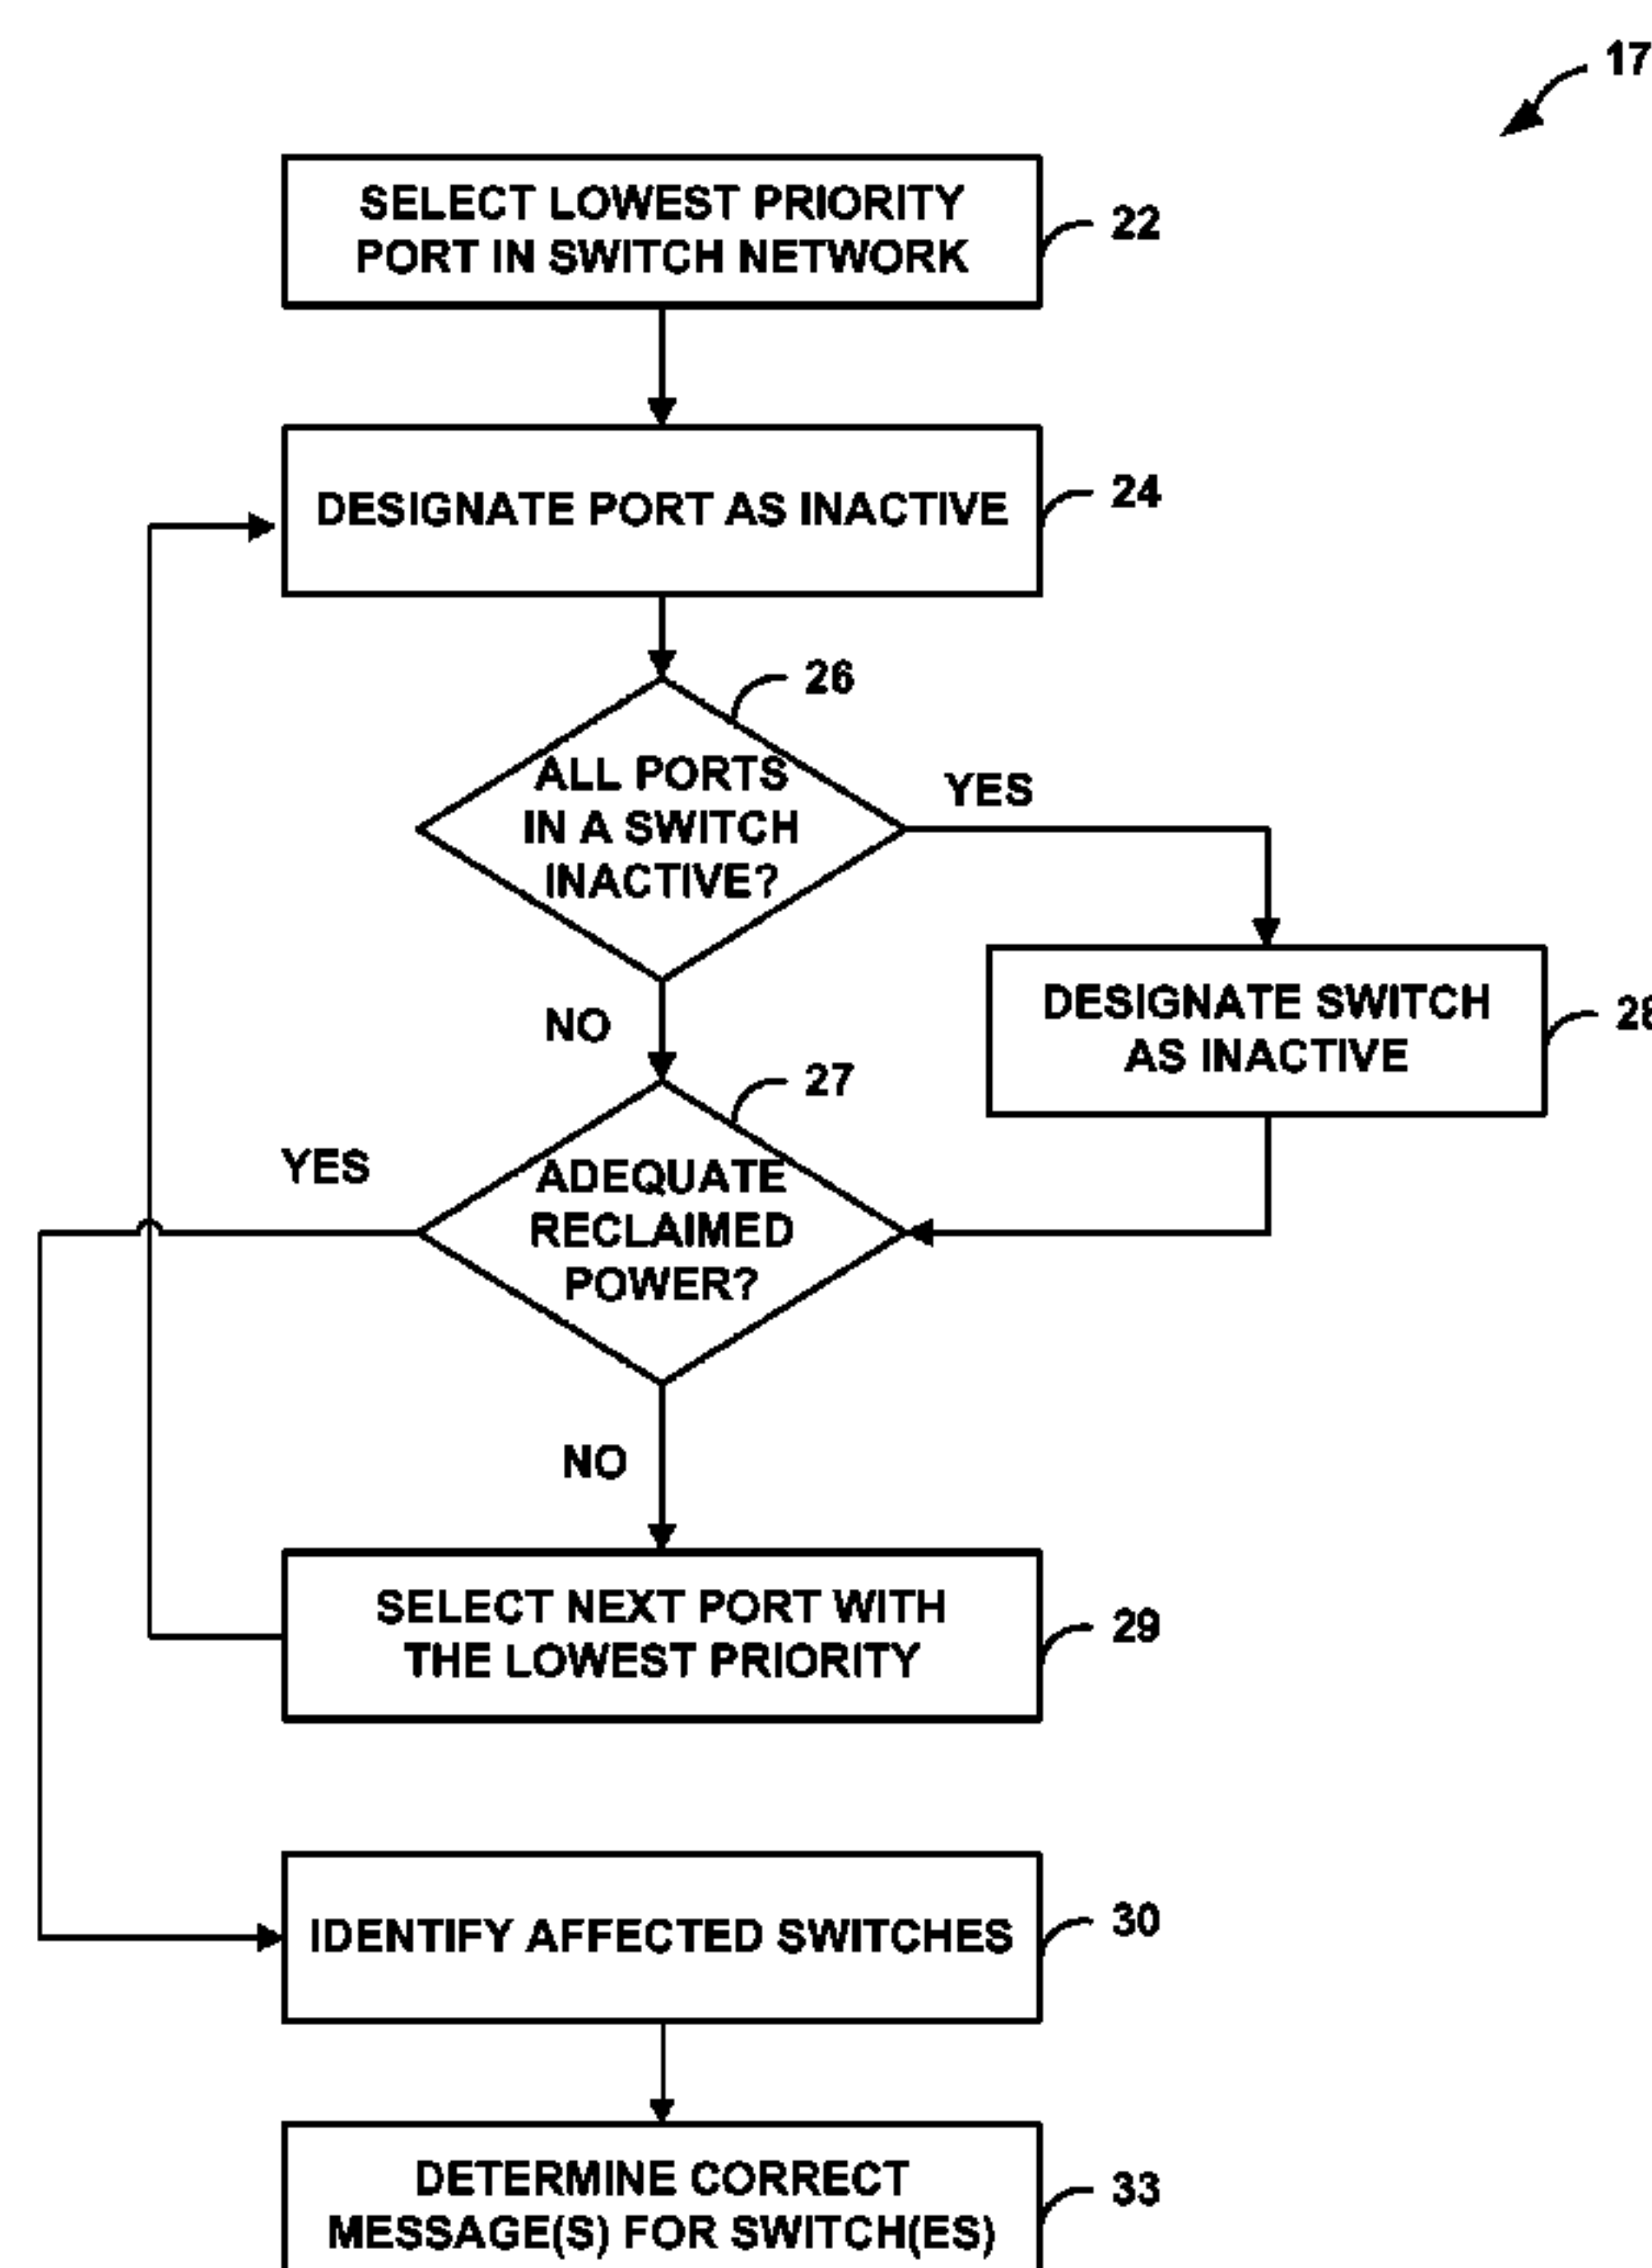 17
SELECT LOWEST PRIORITY
PORT IN SWITCH NETWORK
22
DESIGNATE PORT AS INACTIVE
24
26
ALL PORTS
IN A SWITCH
INACTIVE?
YES
NO
DESIGNATE SWITCH
AS INACTIVE
28
27
YES
ADEQUATE
RECLAIMED
POWER?
NO
SELECT NEXT PORT WITH
THE LOWEST PRIORITY
29
IDENTIFY AFFECTED SWITCHES
30
DETERMINE CORRECT
MESSAGE(S) FOR SWITCH(ES)
33